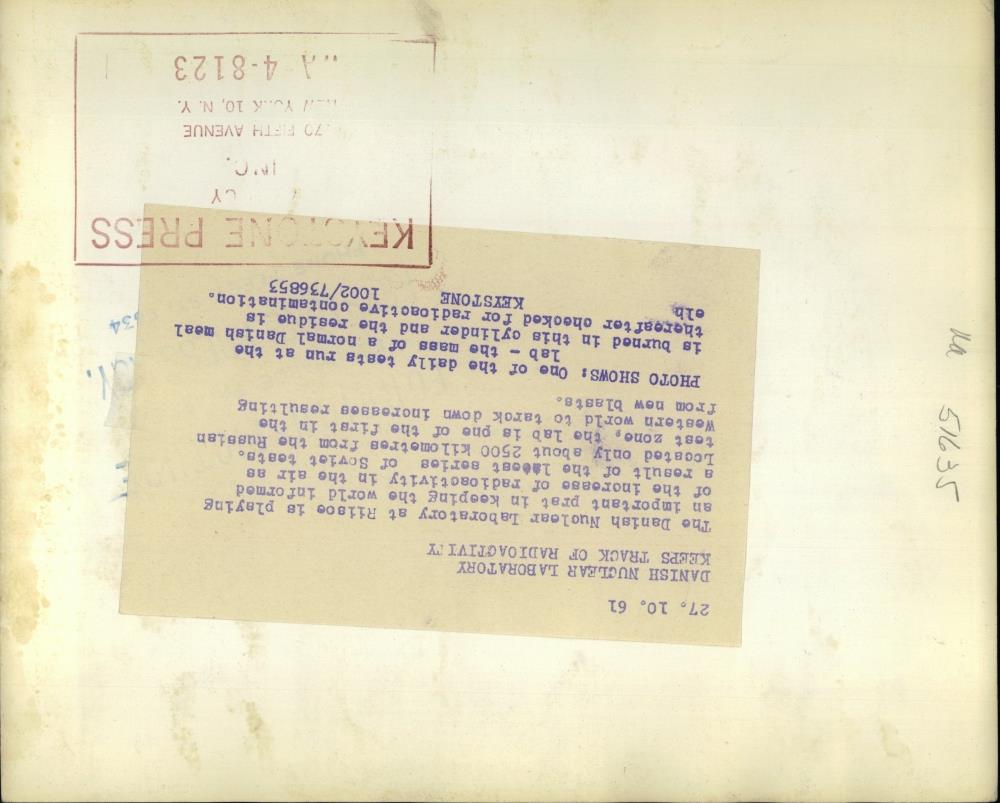 27. 10. 61
DANISH NUCLEAR LABORATORY
KEEPS TRACK OF RADIOACTIVITY
The Danish Nuclear Laboratory at Riisoe is playing
an important prat in keeping the world informed
of the increase of radioactivity in the air as
a result of the latest series of Soviet tests.
Located only about 2500 kilometres from the Russian
test zone, the lab is pne of the first in the
western world to tarck down increases resulting
from new blasts.
PHOTO SHOWS: One of the daily tests run at the
lab - the mass of a normal Danish meal
is burned in this cylinder and the residue is
thereafter checked for radioactive contamination.
elh KEYSTONE 1002/736853
KEYSTONE PRESS
CY
INC.
70 FIFTH AVENUE
NEW YORK 10, N. Y.
A 4-8123
51635